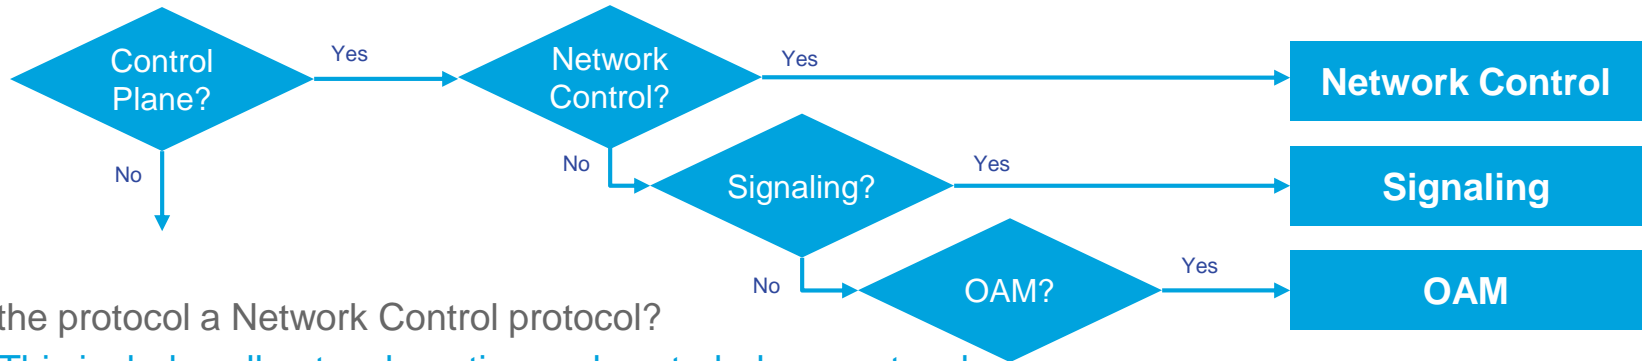 Control
Plane?
Yes
Network
Control?
Yes
Network Control
No
No
Signaling?
Yes
Signaling
No
OAM?
Yes
OAM
the protocol a Network Control protocol?